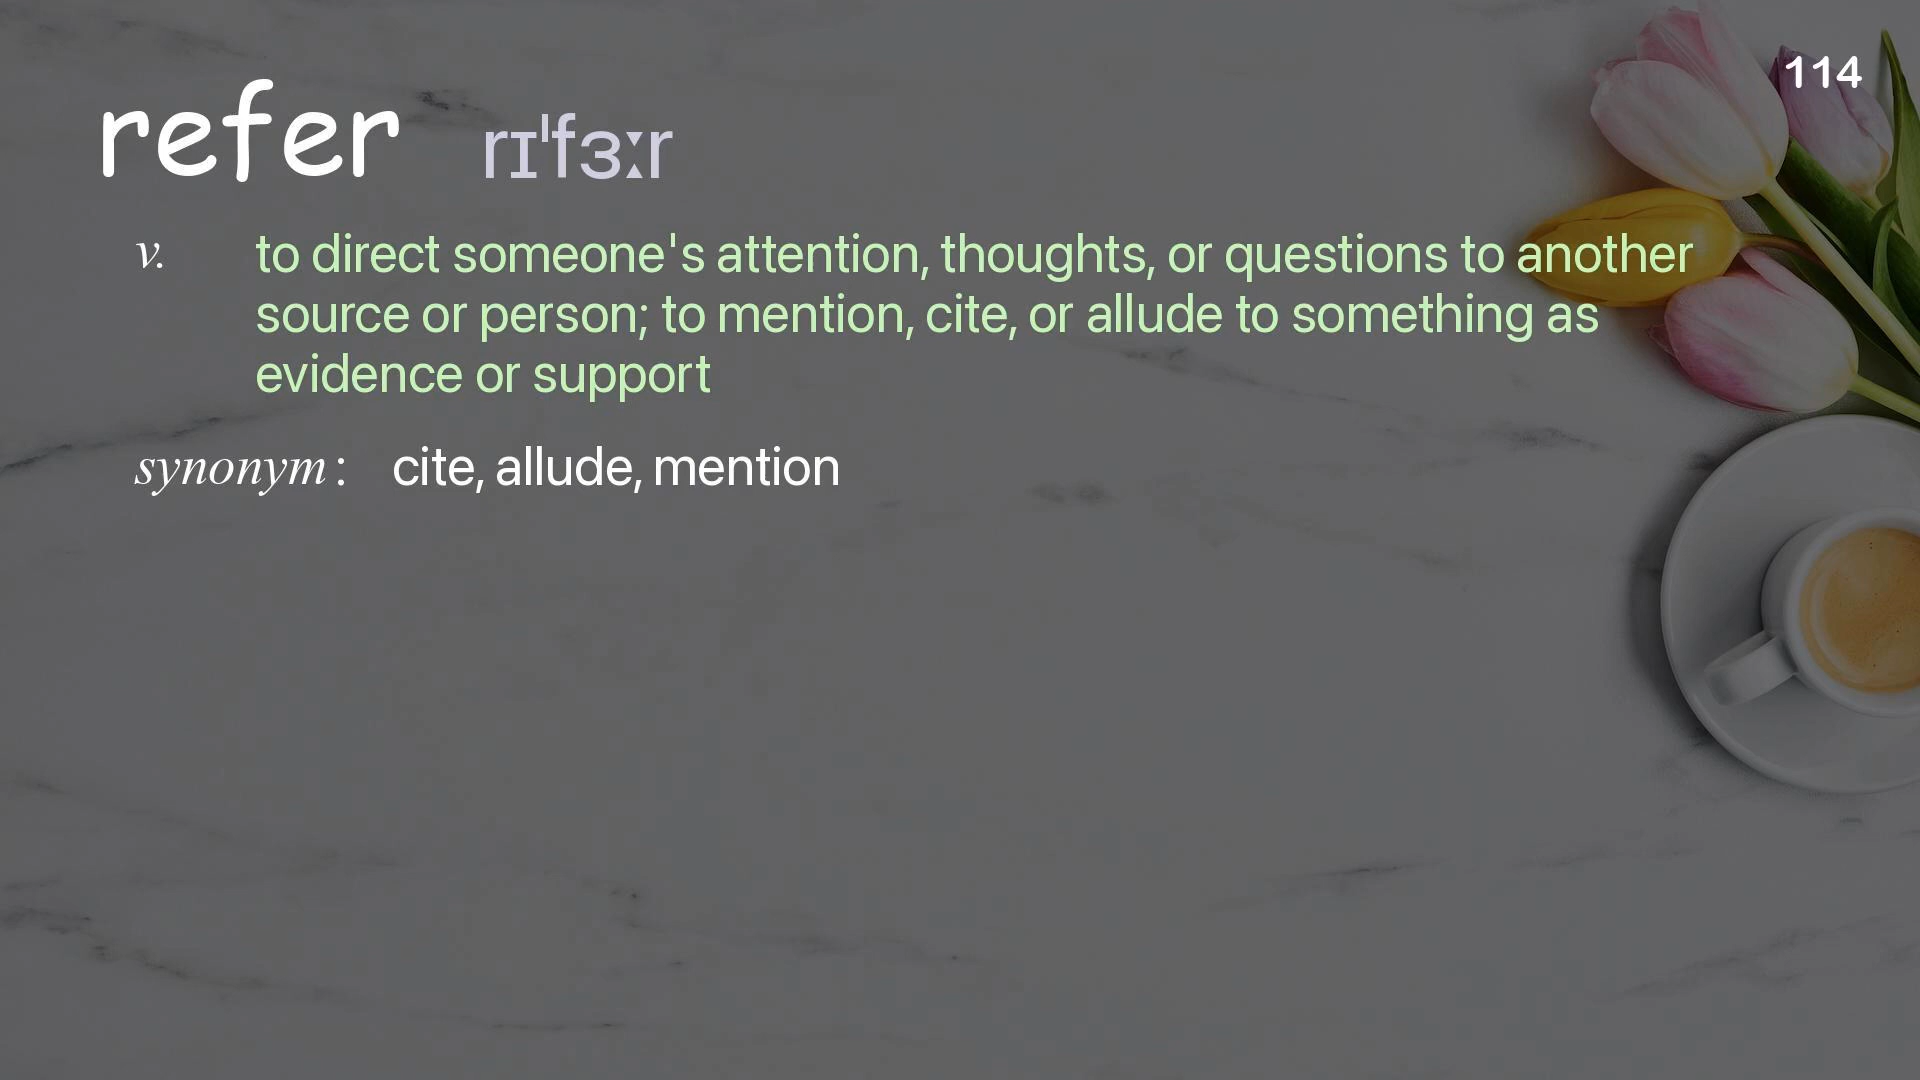 114
refer rɪˈfɜːr
v. to direct someone's attention, thoughts, or questions to another
source or person; to mention, cite, or allude to something as
evidence or support
synonym: cite, allude, mention